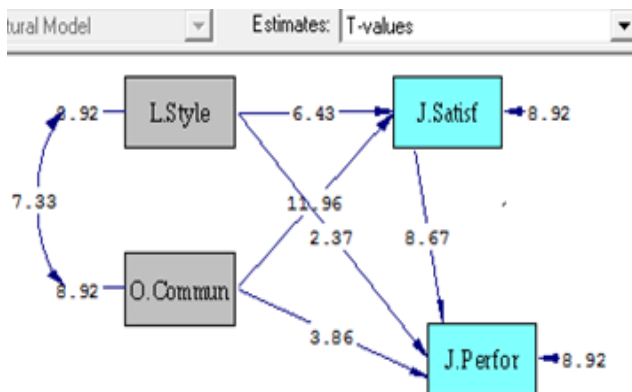 tural Model Estimates: T-values
8.92 L.Style 6.43 J.Satisf 8.92
7.33 11.96
2.37 8.67
8.92 O.Commun
3.86
J.Perfor 8.92